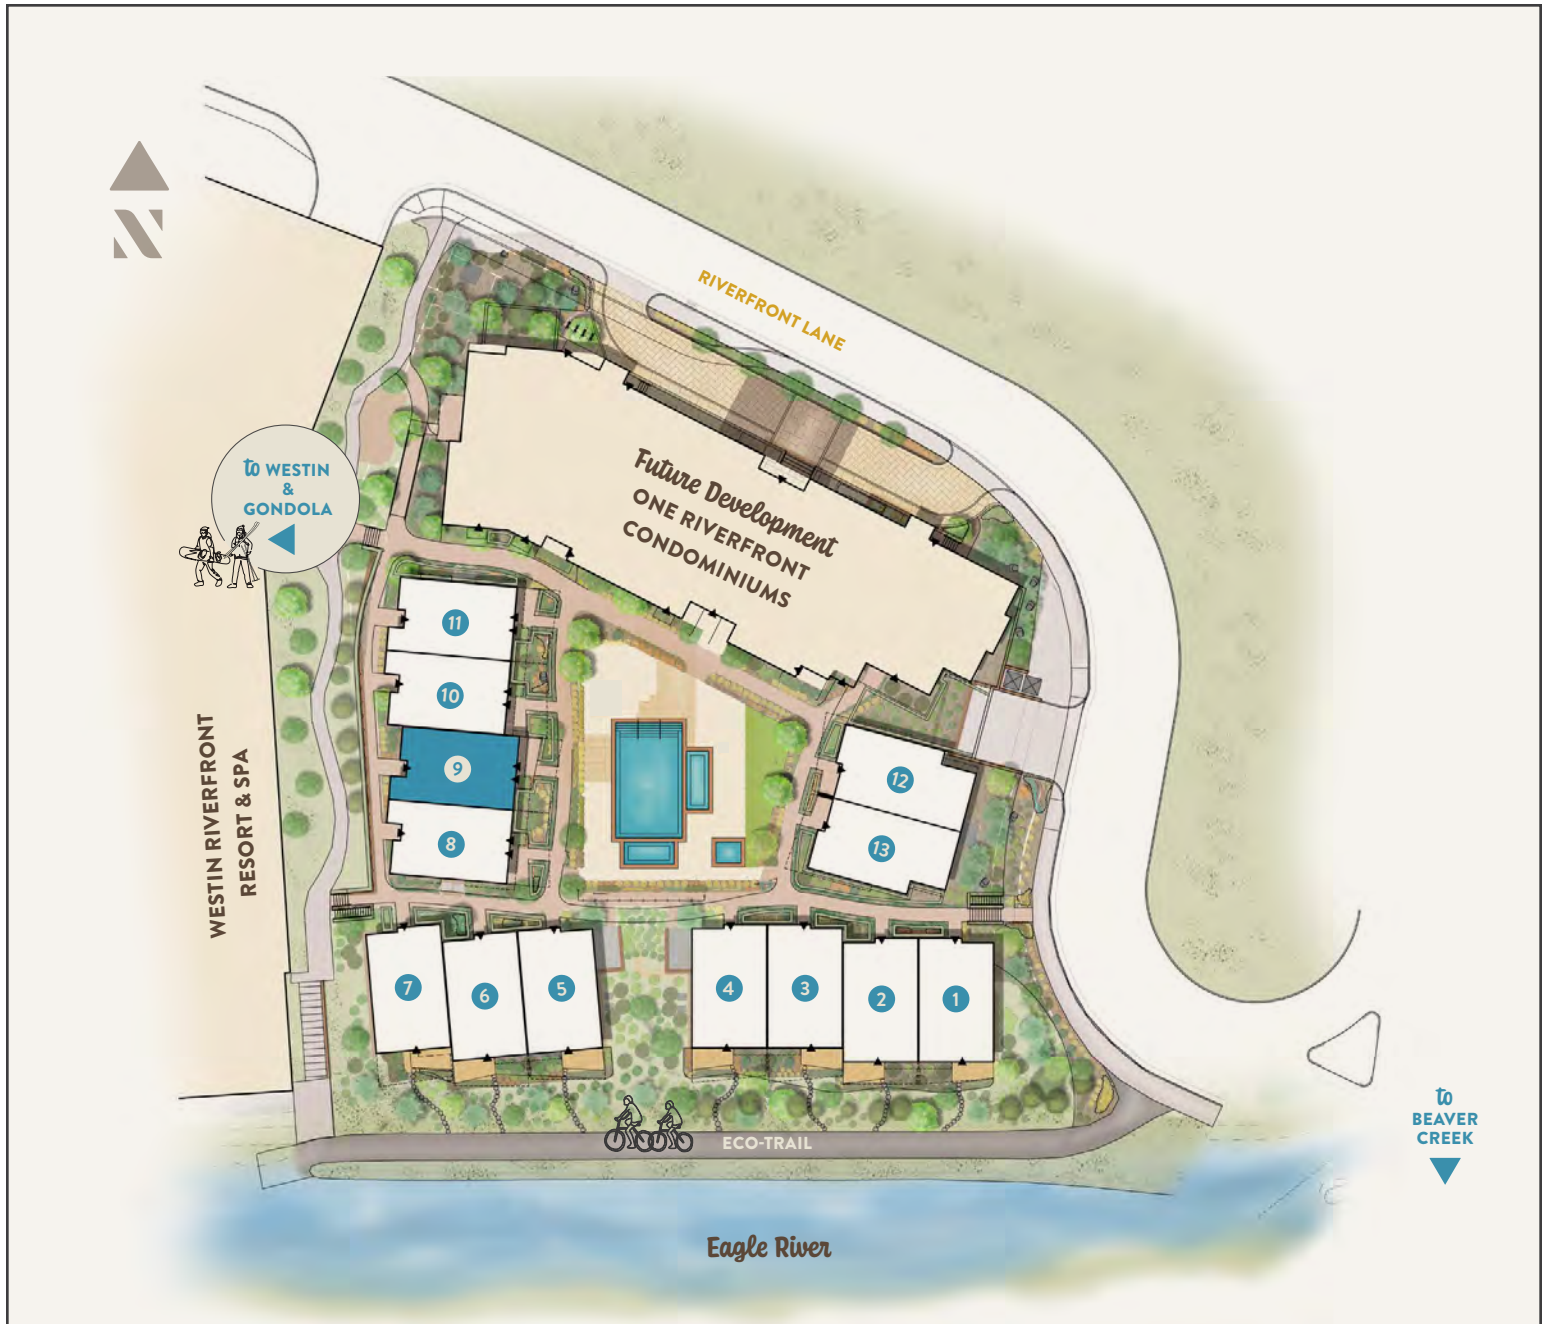 N
RIVERFRONT LANE
to WESTIN
&
GONDOLA
Future Development
ONE RIVERFRONT
CONDOMINIUMS
11
10
9
8
12
13
WESTIN RIVERFRONT
RESORT & SPA
7
6
5
4
3
2
1
ECO-TRAIL
to
BEAVER
CREEK
Eagle River